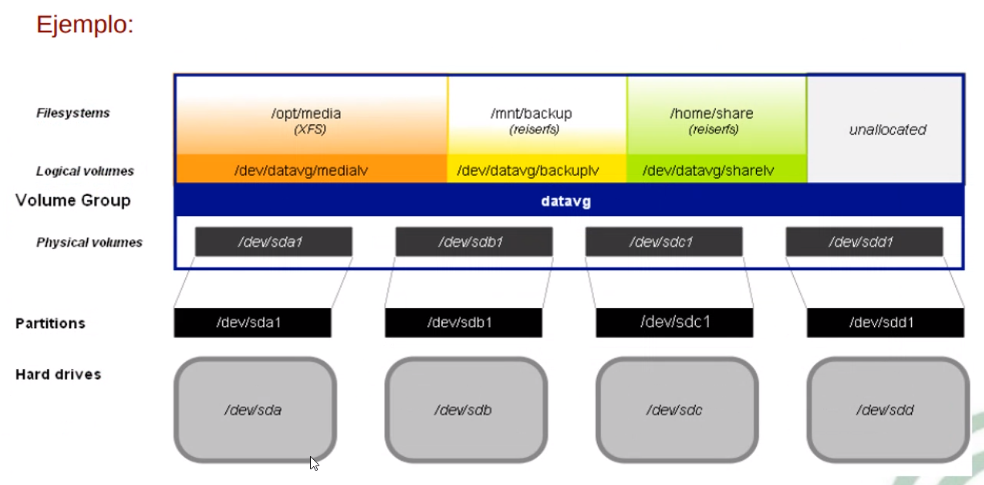 Ejemplo:
Filesystems
/opt/media
(XFS)
/mnt/backup
(reiserfs)
/home/share
(reiserfs)
unallocated
Logical volumes
/dev/datavg/medialv
/dev/datavg/backuplv
/dev/datavg/sharelv
Volume Group
datavg
Physical volumes
/dev/sda1
/dev/sdb1
/dev/sdc1
/dev/sdd1
Partitions
/dev/sda1
/dev/sdb1
/dev/sdc1
/dev/sdd1
Hard drives
/dev/sda
/dev/sdb
/dev/sdc
/dev/sdd